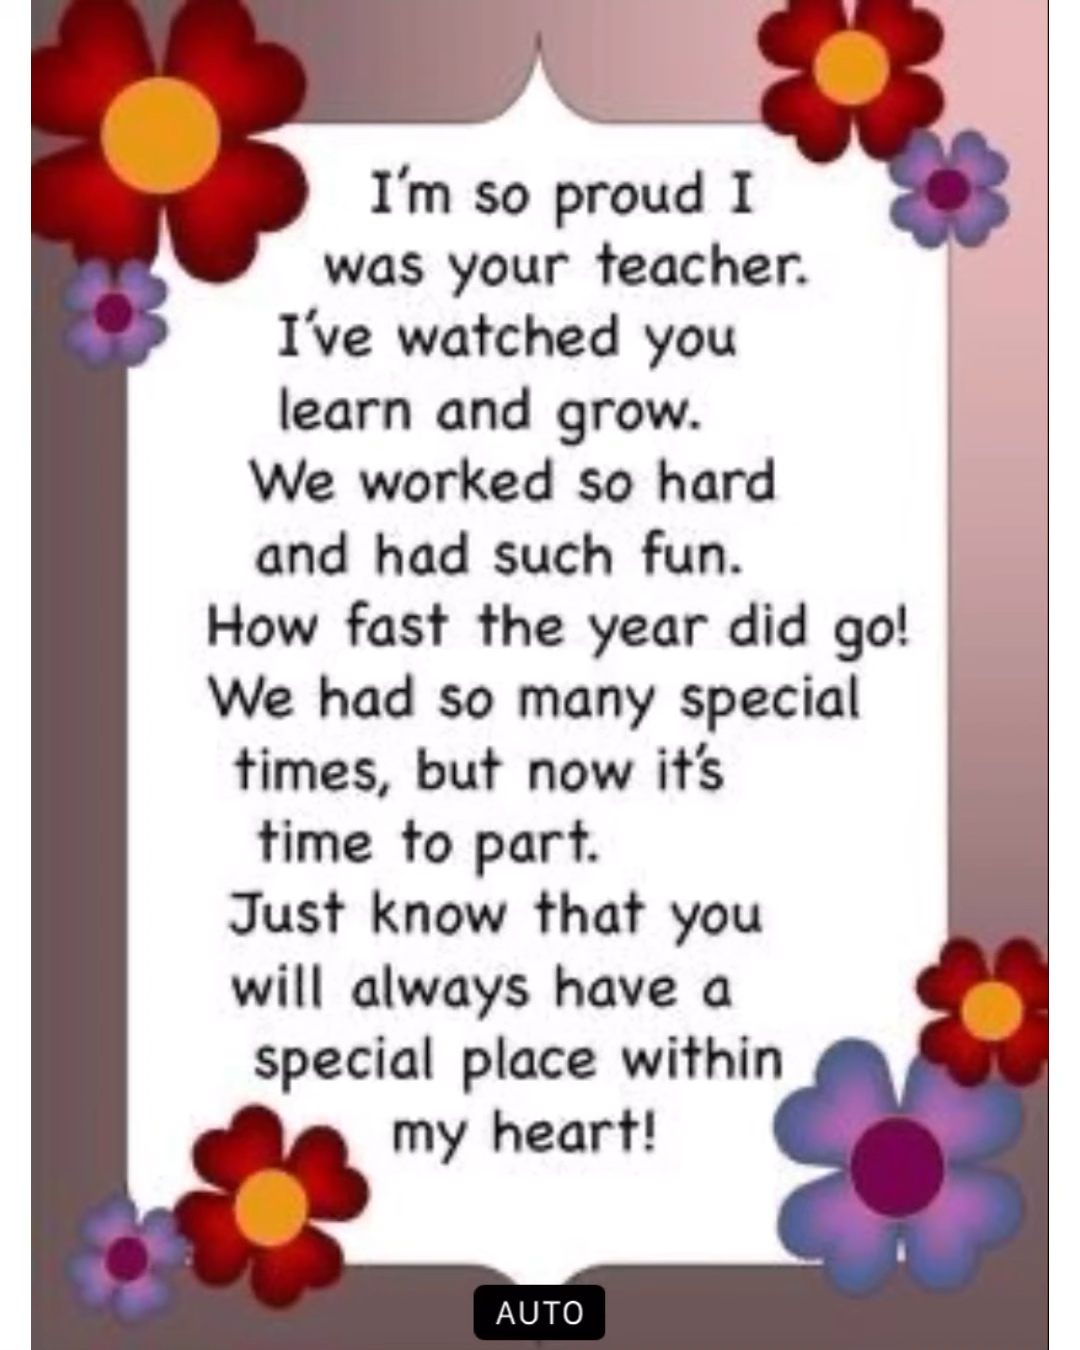 I'm so proud I
was your teacher.
I've watched you
learn and grow.
We worked so hard
and had such fun.
How fast the year did go!
We had so many special
times, but now it's
time to part.
Just know that you
will always have a
special place within
my heart!
AUTO